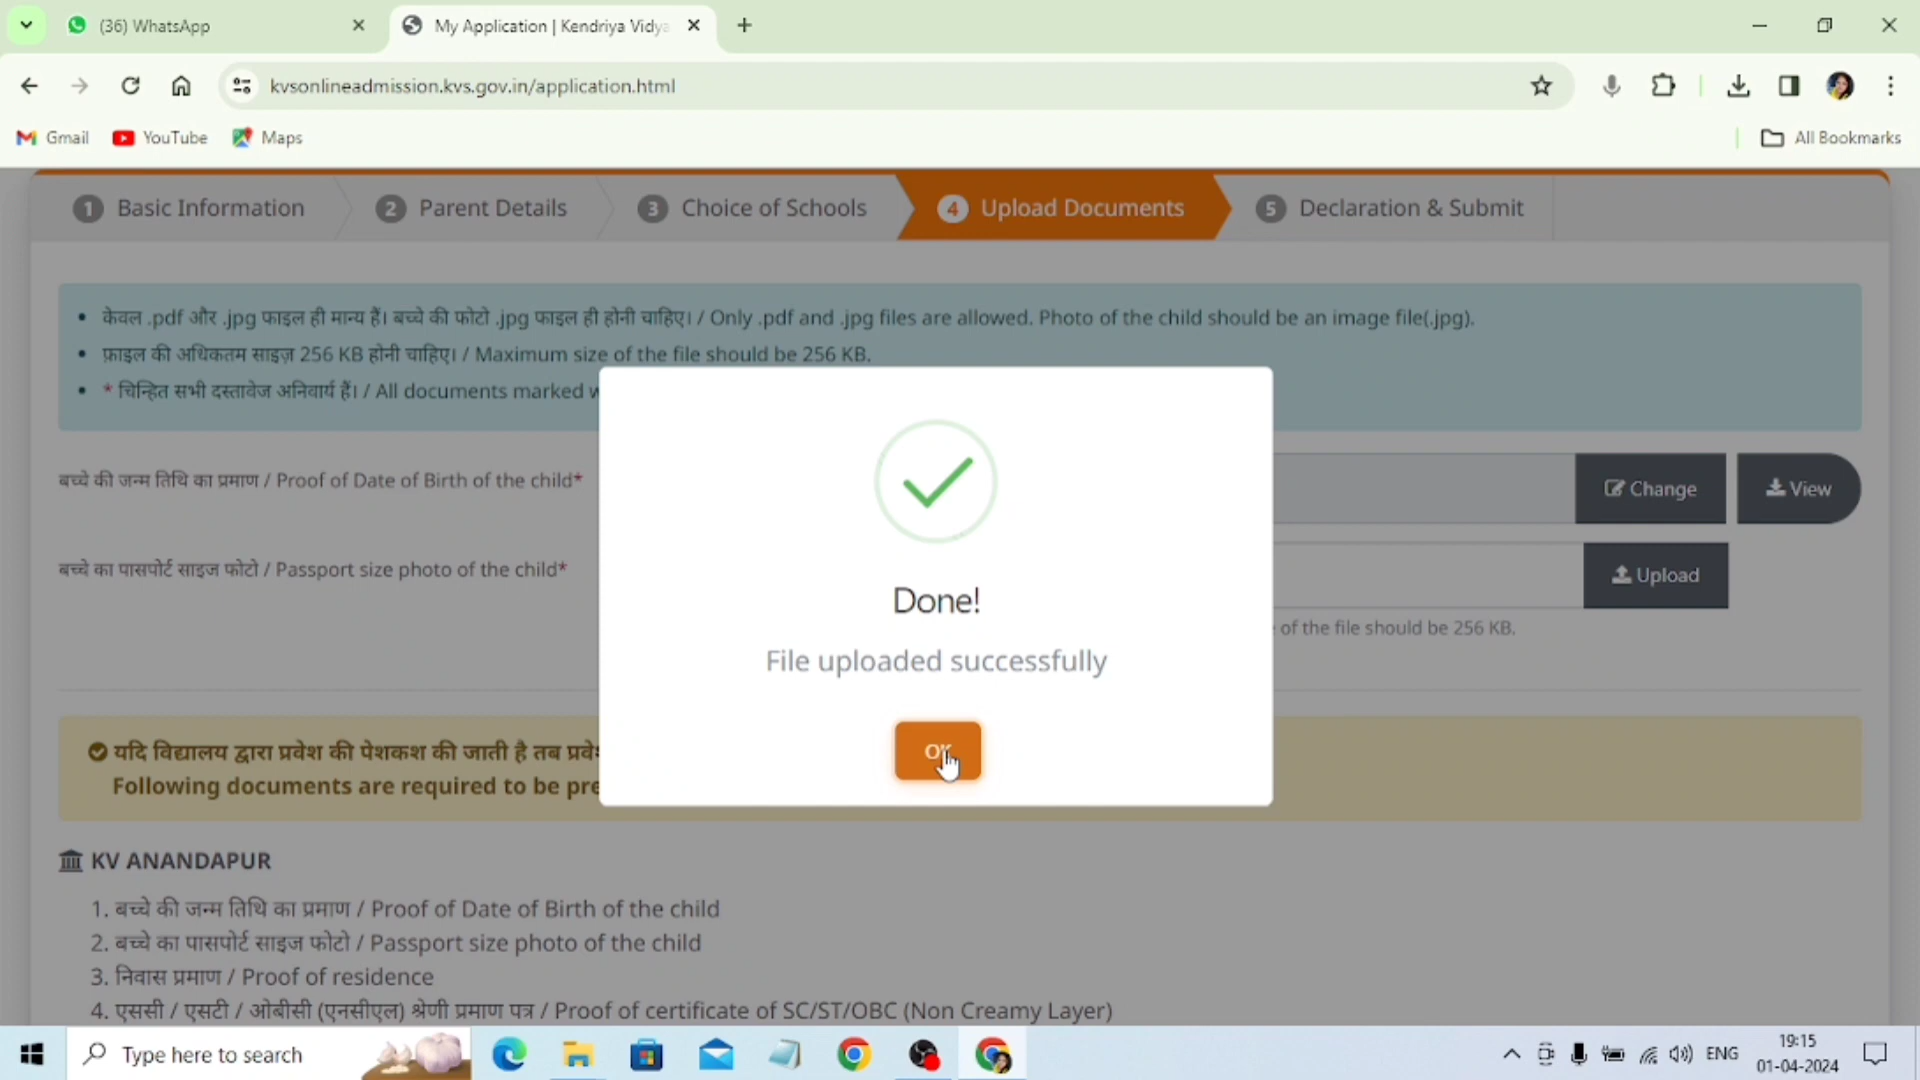 (36) WhatsApp
My Application | Kendriya Vidya
kvsonlineadmission.kvs.gov.in/application.html
Gmail YouTube Maps All Bookmarks
1 Basic Information 2 Parent Details 3 Choice of Schools 4 Upload Documents 5 Declaration & Submit
• केवल .pdf और .jpg फाइल ही मान्य हैं। बच्चे की फोटो .jpg फाइल ही होनी चाहिए। / Only .pdf and .jpg files are allowed. Photo of the child should be an image file(.jpg).
• फ़ाइल की अधिकतम साइज़ 256 KB होनी चाहिए। / Maximum size of the file should be 256 KB.
• * चिन्हित सभी दस्तावेज अनिवार्य हैं। / All documents marked w
बच्चे की जन्म तिथि का प्रमाण / Proof of Date of Birth of the child*
Change View
बच्चे का पासपोर्ट साइज फोटो / Passport size photo of the child*
Upload
of the file should be 256 KB.
Done!
File uploaded successfully
OK
यदि विद्यालय द्वारा प्रवेश की पेशकश की जाती है तब प्रवे
Following documents are required to be pre
KV ANANDAPUR
1. बच्चे की जन्म तिथि का प्रमाण / Proof of Date of Birth of the child
2. बच्चे का पासपोर्ट साइज फोटो / Passport size photo of the child
3. निवास प्रमाण / Proof of residence
4. एससी / एसटी / ओबीसी (एनसीएल) श्रेणी प्रमाण पत्र / Proof of certificate of SC/ST/OBC (Non Creamy Layer)
Type here to search
ENG
19:15
01-04-2024